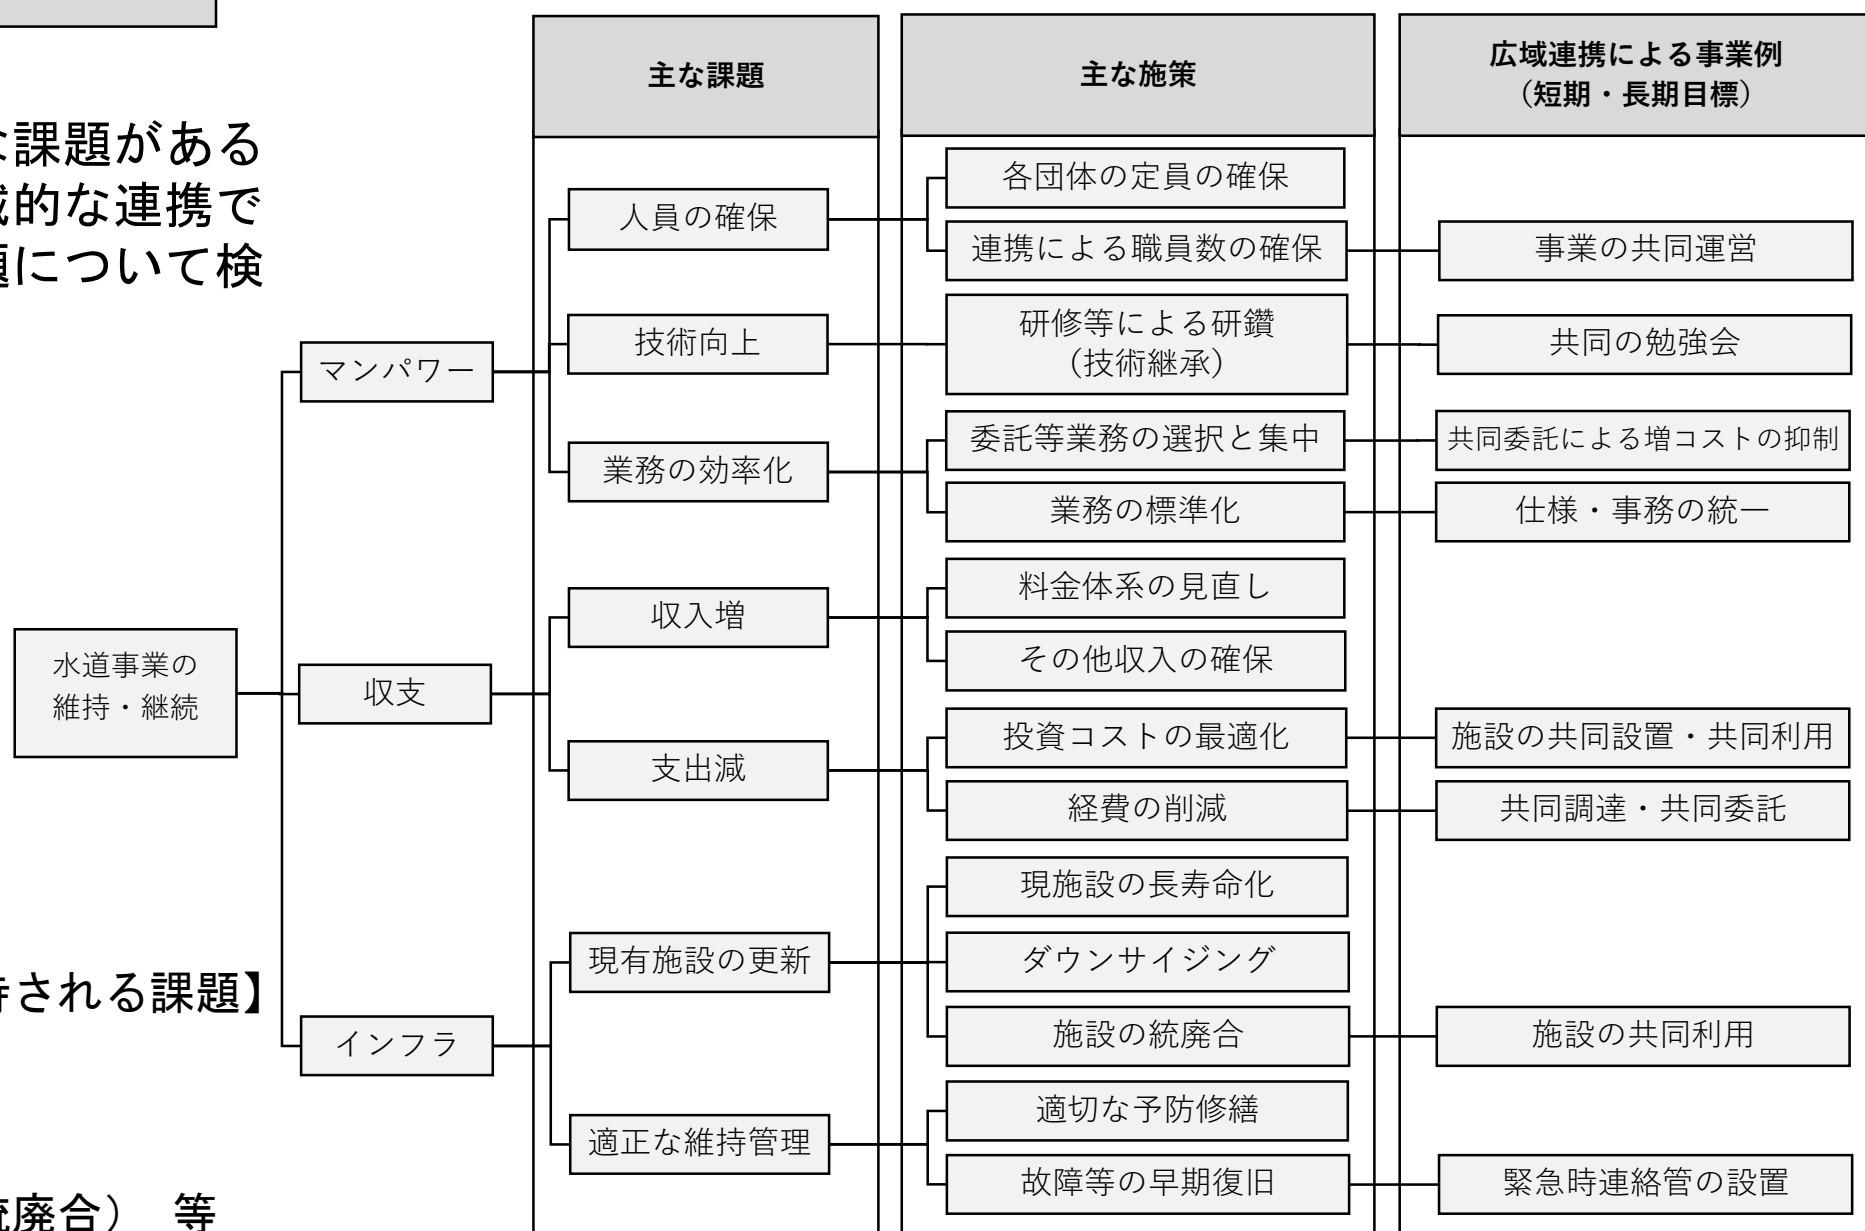 な課題がある
域的な連携で
題について検
待される課題】
統廃合） 等
主な課題
主な施策
広域連携による事業例
（短期・長期目標）
水道事業の
維持・継続
マンパワー
収支
インフラ
人員の確保
技術向上
業務の効率化
収入増
支出減
現有施設の更新
適正な維持管理
各団体の定員の確保
連携による職員数の確保
研修等による研鑽
（技術継承）
委託等業務の選択と集中
業務の標準化
料金体系の見直し
その他収入の確保
投資コストの最適化
経費の削減
現施設の長寿命化
ダウンサイジング
施設の統廃合
適切な予防修繕
故障等の早期復旧
事業の共同運営
共同の勉強会
共同委託による増コストの抑制
仕様・事務の統一
施設の共同設置・共同利用
共同調達・共同委託
施設の共同利用
緊急時連絡管の設置